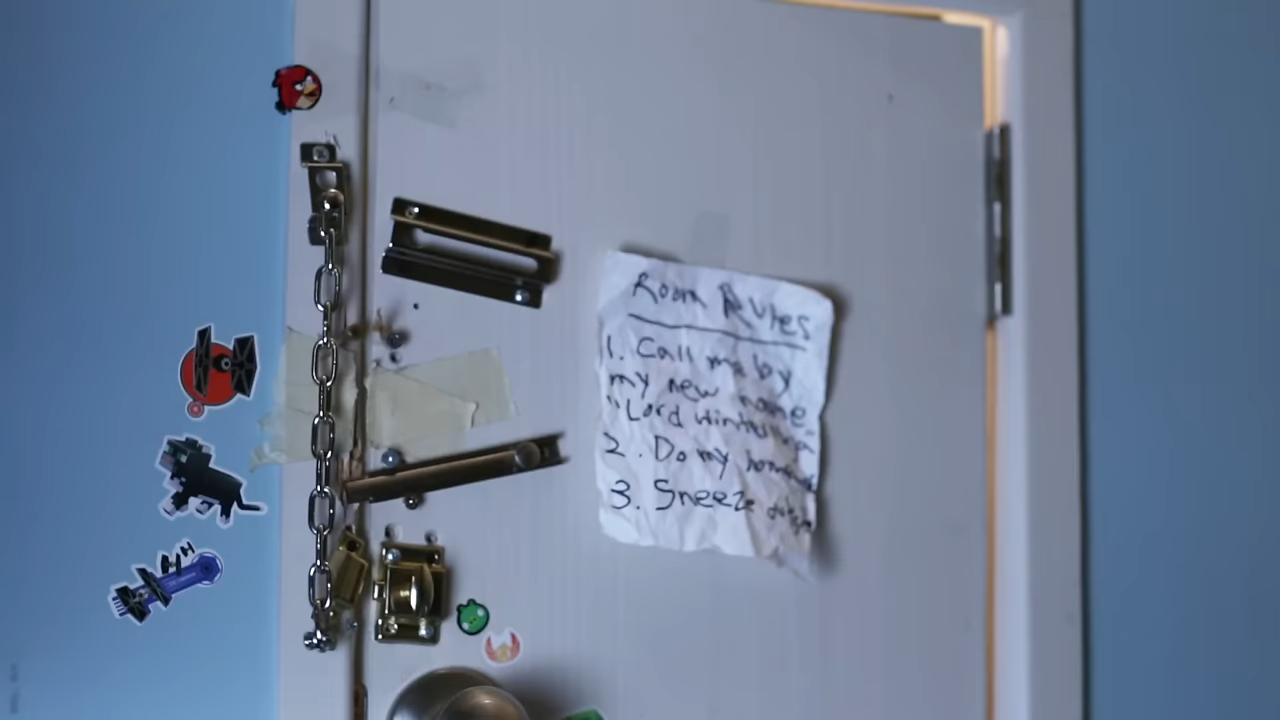 Room Rules
1. Call me by
my new name
"Lord
2. Do my
3. Sneeze